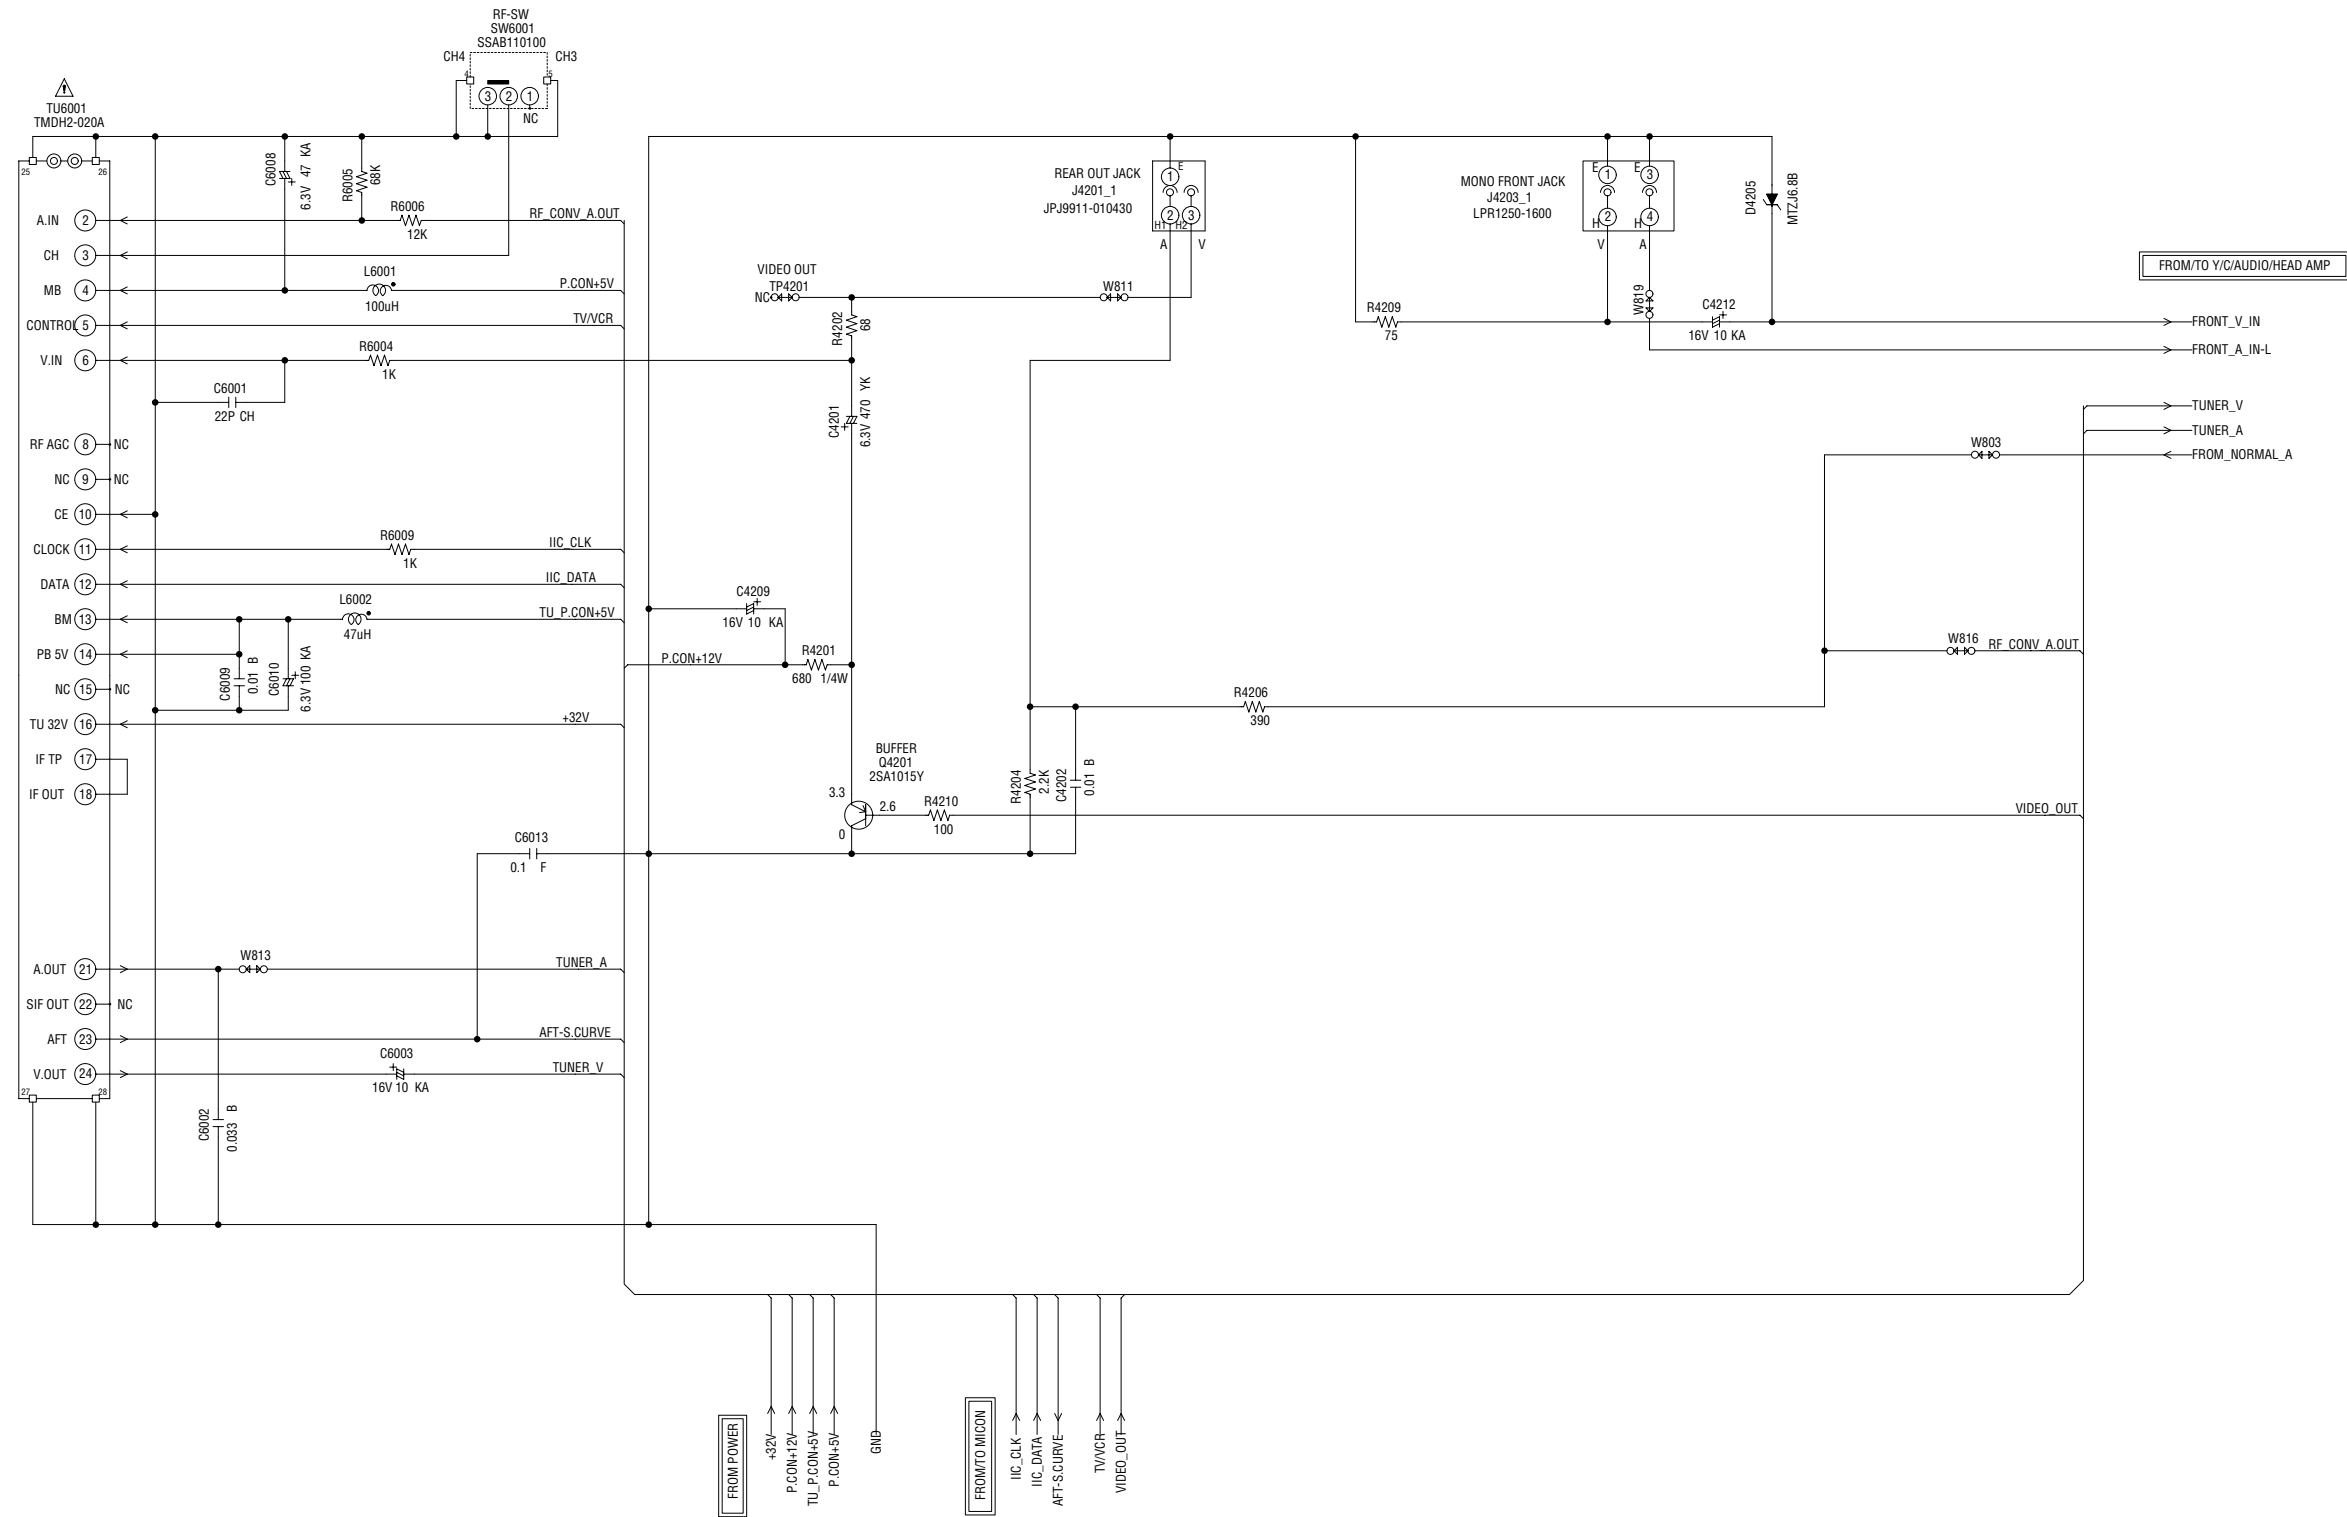 RF-SW
SW6001
SSAB110100
CH4
CH3
4
5
3
2
1
NC
TU6001
TMDH2-020A
25
26
C6008
6.3V 47 KA
R6005
68K
A.IN
2
R6006
12K
RF_CONV_A.OUT
CH
3
MB
4
L6001
100uH
P.CON+5V
CONTROL
5
TV/VCR
V.IN
6
R6004
1K
C6001
22P CH
RF AGC
8
NC
NC
9
NC
CE
10
CLOCK
11
R6009
1K
IIC_CLK
DATA
12
IIC_DATA
BM
13
L6002
47uH
TU_P.CON+5V
PB 5V
14
C6009
0.01 B
C6010
6.3V 100 KA
NC
15
NC
TU 32V
16
+32V
IF TP
17
IF OUT
18
C6013
0.1 F
A.OUT
21
W813
TUNER_A
SIF OUT
22
NC
AFT
23
AFT-S.CURVE
V.OUT
24
C6003
+
16V 10 KA
TUNER_V
27
28
C6002
0.033 B
REAR OUT JACK
J4201_1
JPJ9911-010430
E
1
2
3
H1
H2
A
V
MONO FRONT JACK
J4203_1
LPR1250-1600
E
1
E
3
H
2
H
4
V
A
D4205
MTZJ6.8B
FROM/TO Y/C/AUDIO/HEAD AMP
VIDEO OUT
TP4201
NC
W811
R4202
68
W819
R4209
75
C4212
+
16V 10 KA
FRONT_V_IN
FRONT_A_IN-L
C4201
+
6.3V 470 YK
TUNER_V
TUNER_A
W803
FROM_NORMAL_A
C4209
+
16V 10 KA
P.CON+12V
R4201
680 1/4W
W816
RF_CONV_A.OUT
R4206
390
BUFFER
Q4201
2SA1015Y
3.3
2.6
0
R4210
100
R4204
2.2K
C4202
0.01 B
VIDEO_OUT
FROM POWER
+32V
P.CON+12V
TU_P.CON+5V
P.CON+5V
GND
FROM/TO MICON
IIC_CLK
IIC_DATA
AFT-S.CURVE
TV/VCR
VIDEO_OUT